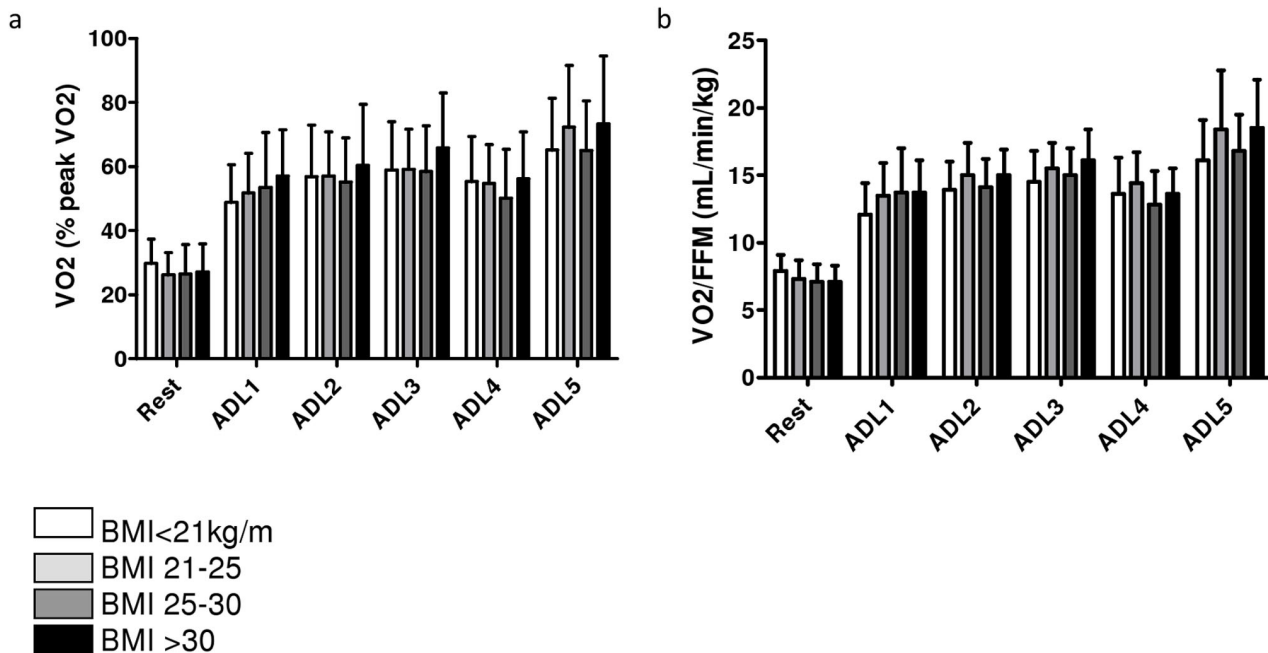 a
VO2 (% peak VO2)
100
80
60
40
20
0
Rest
ADL1
ADL2
ADL3
ADL4
ADL5
b
VO2/FFM (mL/min/kg)
25
20
15
10
5
0
Rest
ADL1
ADL2
ADL3
ADL4
ADL5
BMI<21kg/m
BMI 21-25
BMI 25-30
BMI >30